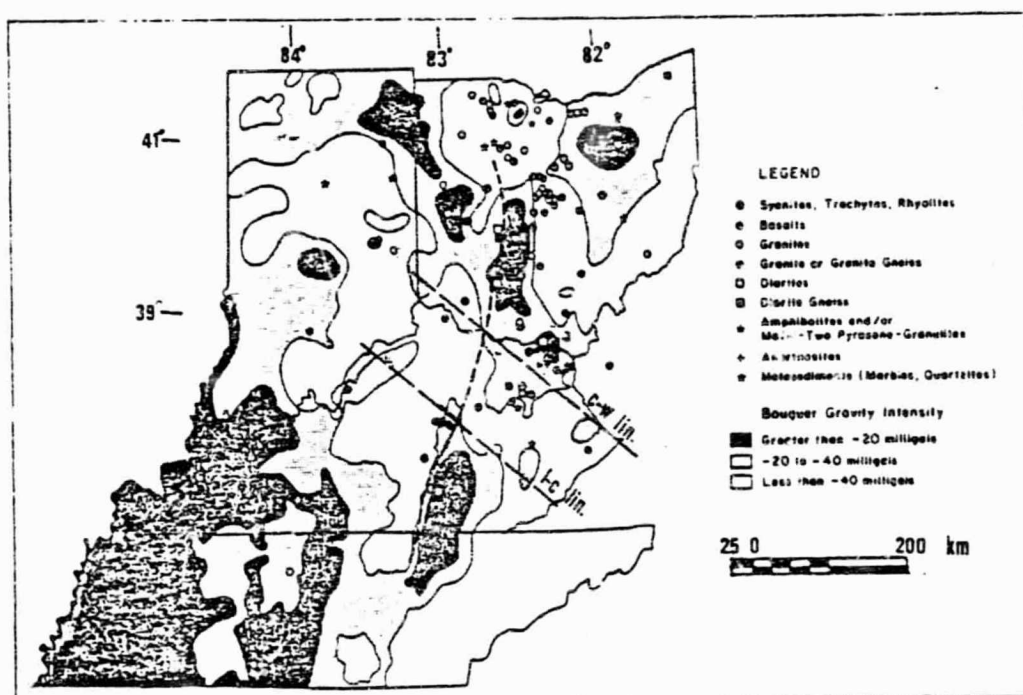 84°
83°
82°
41°
39°
c-w lin.
l-c lin.
LEGEND
Syenites, Trachytes, Rhyolites
Basalts
Granites
Granite or Granite Gneiss
Diorites
Diorite Gneiss
Amphibolites and/or
Two Pyroxene-Granulites
Anorthosites
Metasediments (Marbles, Quartzites)
Bouguer Gravity Intensity
Greater than -20 milligals
-20 to -40 milligals
Less than -40 milligals
25 0 200 km